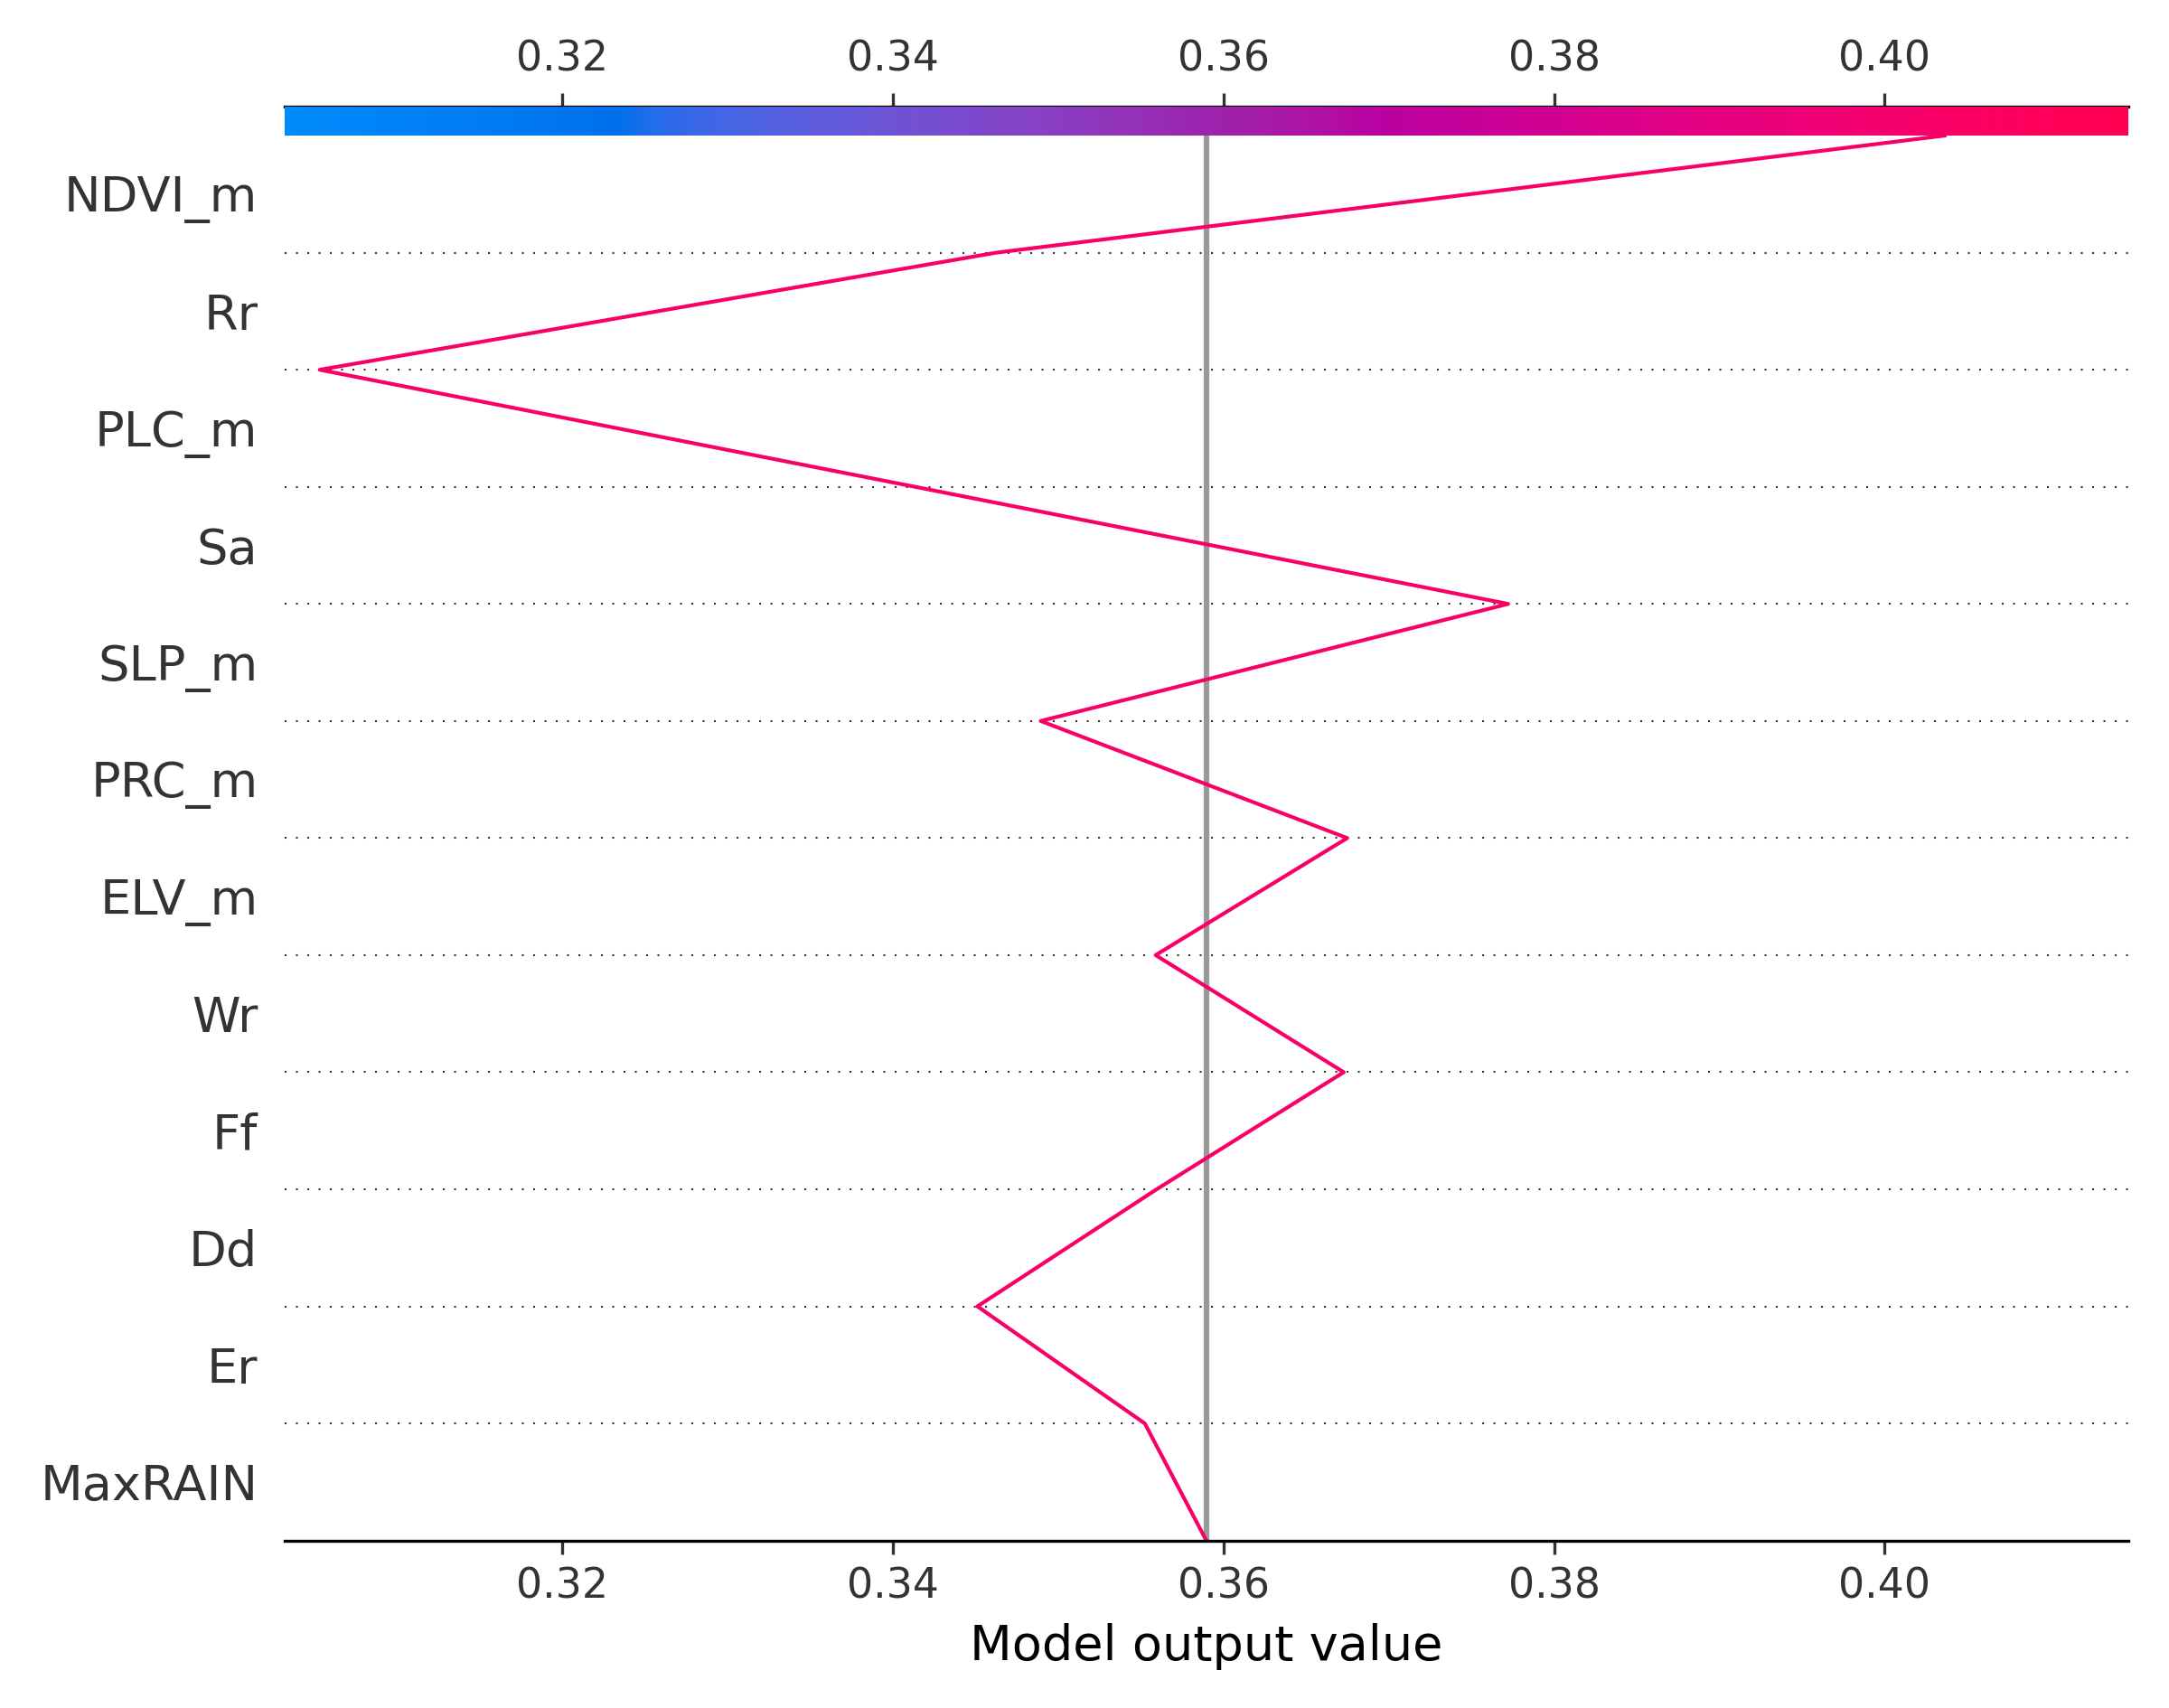 0.32 0.34 0.36 0.38 0.40
NDVI_m
Rr
PLC_m
Sa
SLP_m
PRC_m
ELV_m
Wr
Ff
Dd
Er
MaxRAIN
0.32 0.34 0.36 0.38 0.40
Model output value